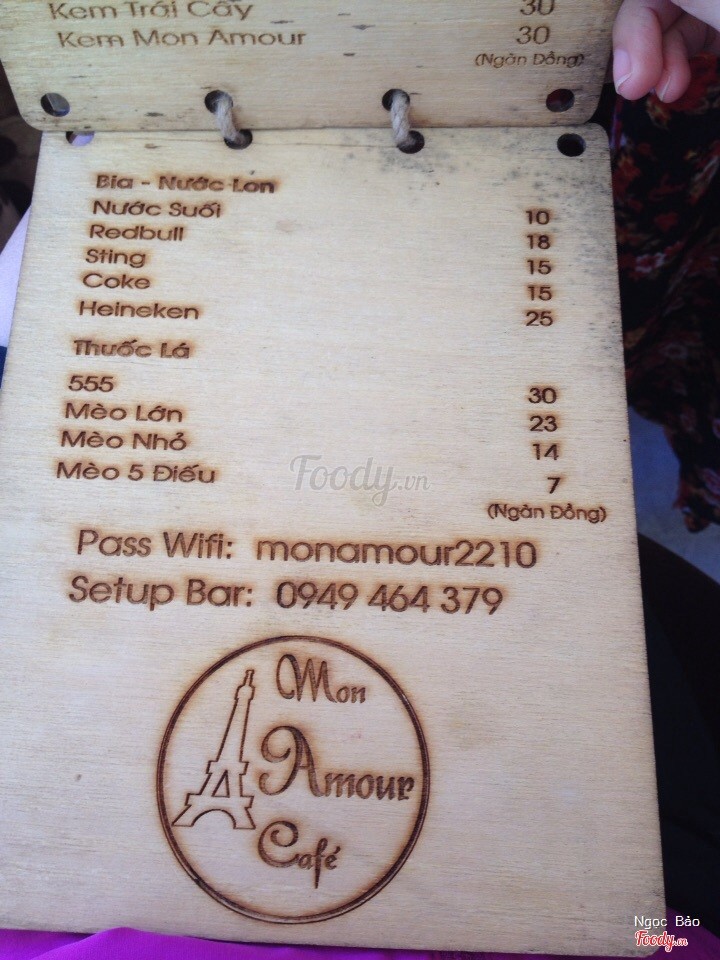 Kem Trái Cây 30
Kem Mon Amour 30
(Ngàn Đồng)
Bia - Nước Lon
Nước Suối 10
Redbull 18
Sting 15
Coke 15
Heineken 25
Thuốc Lá
555 30
Mèo Lớn 23
Mèo Nhỏ 14
Mèo 5 Điếu 7
(Ngàn Đồng)
Foody.vn
Pass Wifi: monamour2210
Setup Bar: 0949 464 379
Mon
Amour
Café
Ngọc Bảo
Foody.vn